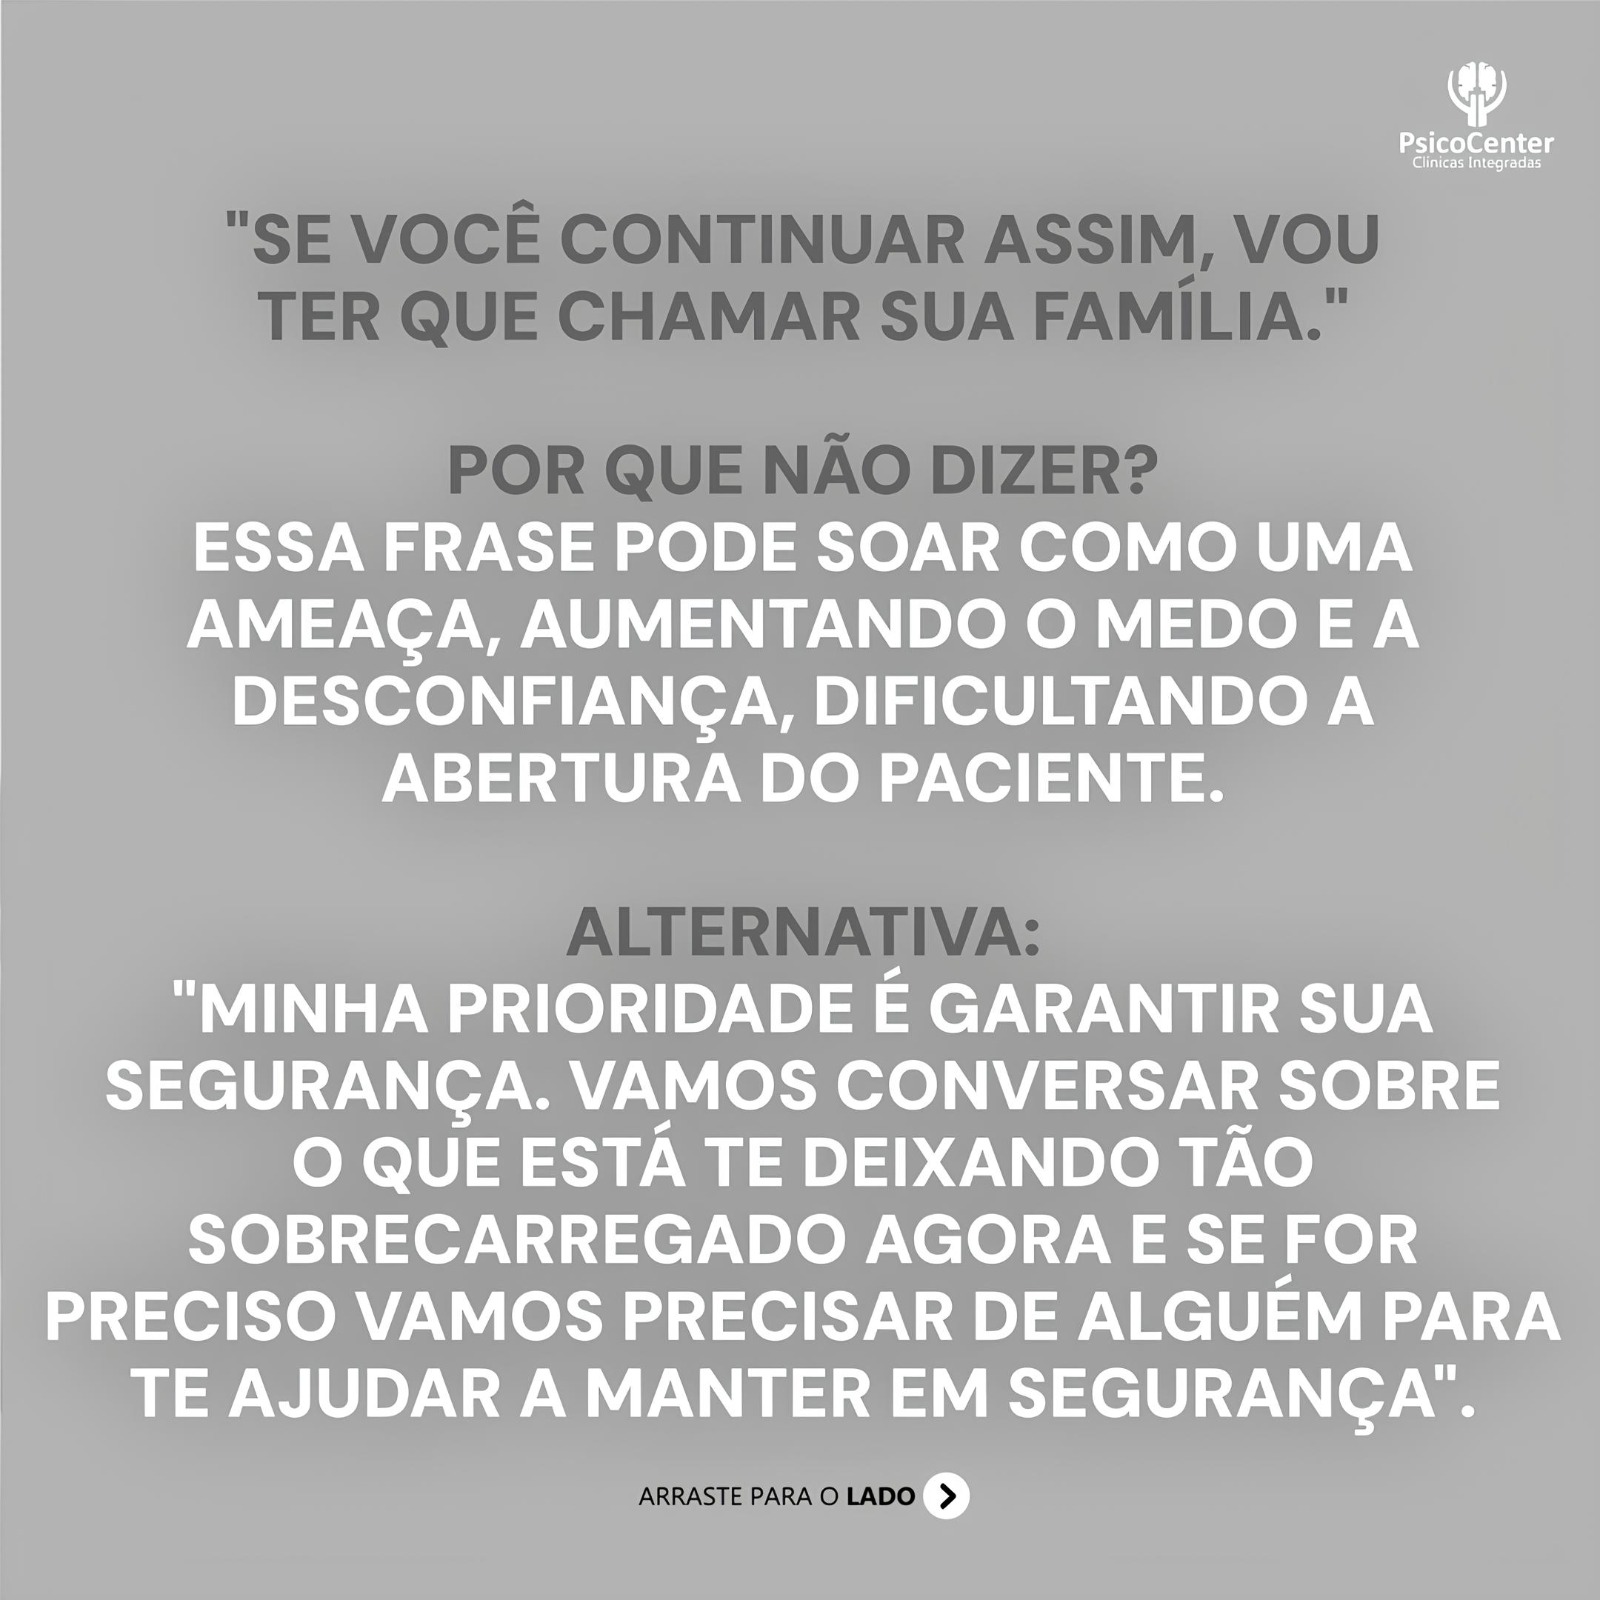 PsicoCenter
Clínicas Integradas
"SE VOCÊ CONTINUAR ASSIM, VOU
TER QUE CHAMAR SUA FAMÍLIA."
POR QUE NÃO DIZER?
ESSA FRASE PODE SOAR COMO UMA
AMEAÇA, AUMENTANDO O MEDO E A
DESCONFIANÇA, DIFICULTANDO A
ABERTURA DO PACIENTE.
ALTERNATIVA:
"MINHA PRIORIDADE É GARANTIR SUA
SEGURANÇA. VAMOS CONVERSAR SOBRE
O QUE ESTÁ TE DEIXANDO TÃO
SOBRECARREGADO AGORA E SE FOR
PRECISO VAMOS PRECISAR DE ALGUÉM PARA
TE AJUDAR A MANTER EM SEGURANÇA".
ARRASTE PARA O LADO